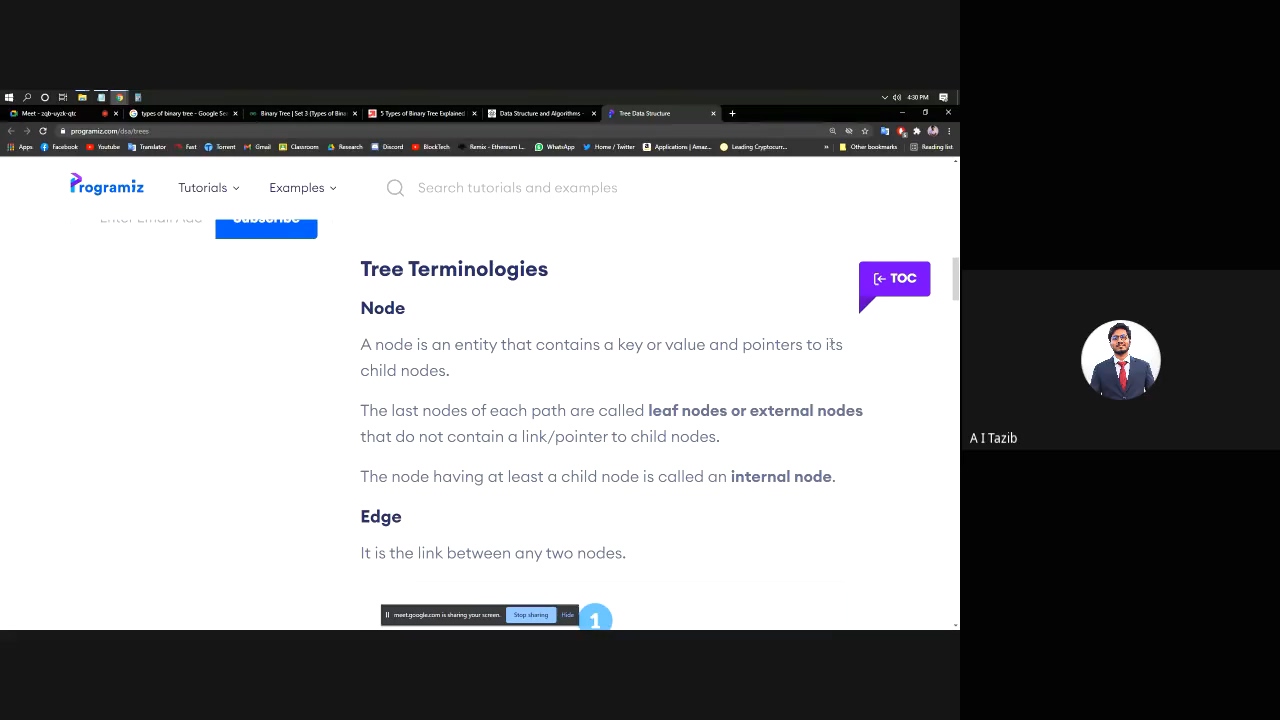 4:30 PM
Meet - zqb-uyzk-qtc
types of binary tree - Google Se
Binary Tree | Set 3 (Types of Bina
5 Types of Binary Tree Explained
Data Structure and Algorithms -
Tree Data Structure
programiz.com/dsa/trees
Apps Facebook Youtube Translator Fast Torrent Gmail Classroom Research Discord BlockTech Remix - Ethereum I... WhatsApp Home / Twitter Applications | Amaz... Leading Cryptocurr... » Other bookmarks Reading list
Programiz Tutorials Examples Search tutorials and examples
Enter Email Add Subscribe
Tree Terminologies
TOC
Node
A node is an entity that contains a key or value and pointers to its
child nodes.
The last nodes of each path are called leaf nodes or external nodes
that do not contain a link/pointer to child nodes.
The node having at least a child node is called an internal node.
Edge
It is the link between any two nodes.
meet.google.com is sharing your screen. Stop sharing Hide
1
A I Tazib